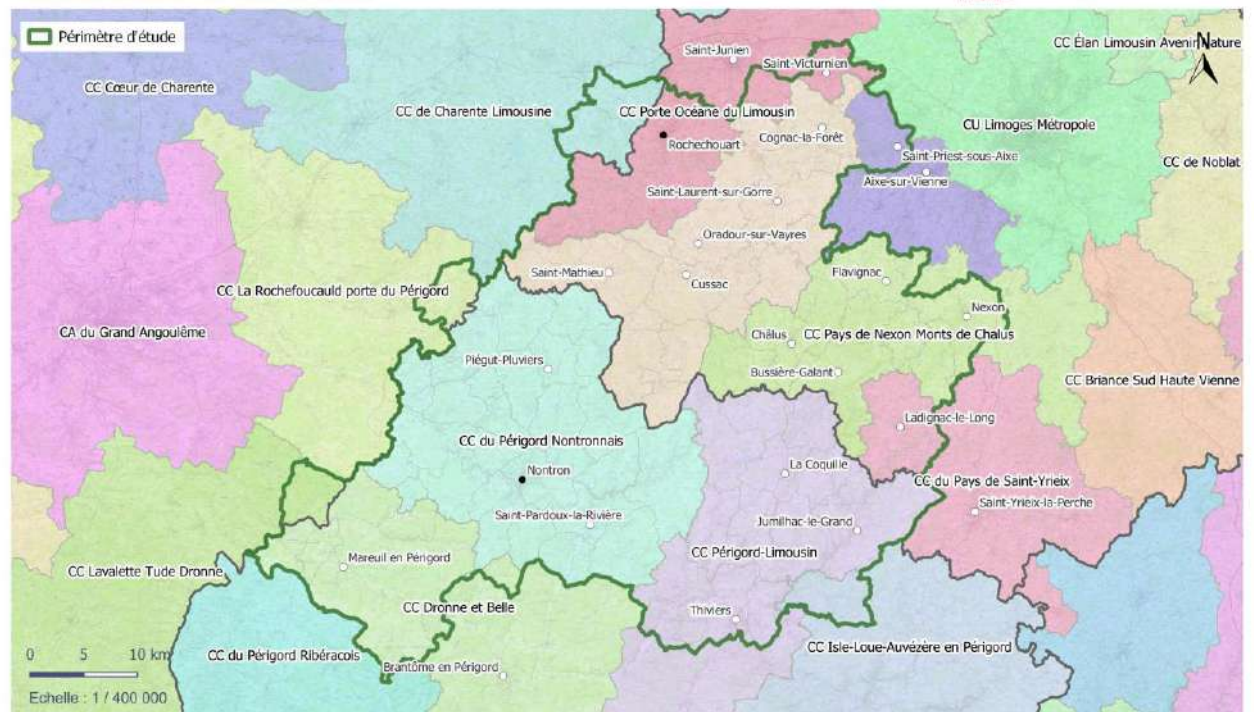 Périmètre d'étude
N
Saint-Junien
CC Élan Limousin Avenir Nature
Saint-Victurnien
CC Cœur de Charente
CC de Charente Limousine
CC Porte Océane du Limousin
CU Limoges Métropole
Cognac-la-Forêt
Rochechouart
Saint-Priest-sous-Aixe
CC de Noblat
Aixe-sur-Vienne
Saint-Laurent-sur-Gorre
Oradour-sur-Vayres
Saint-Mathieu
Cussac
Flavignac
CC La Rochefoucauld porte du Périgord
Nexon
CA du Grand Angoulême
Châlus
CC Pays de Nexon Monts de Chalus
Piégut-Pluviers
Bussière-Galant
CC Briance Sud Haute Vienne
Ladignac-le-Long
CC du Périgord Nontronnais
La Coquille
Nontron
CC du Pays de Saint-Yrieix
Saint-Yrieix-la-Perche
Saint-Pardoux-la-Rivière
Jumilhac-le-Grand
CC Périgord-Limousin
Mareuil en Périgord
CC Lavalette Tude Dronne
CC Dronne et Belle
Thiviers
CC Isle-Loue-Auvézère en Périgord
CC du Périgord Ribéracois
Brantôme en Périgord
0 5 10 km
Echelle : 1 / 400 000